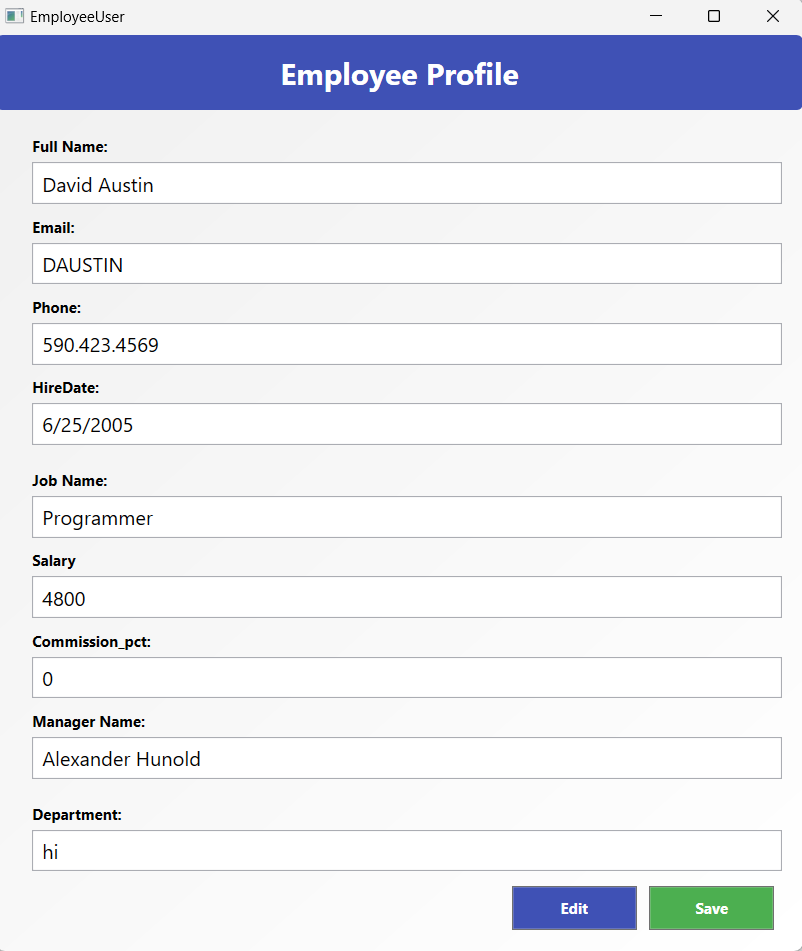 EmployeeUser
Employee Profile
Full Name:
David Austin
Email:
DAUSTIN
Phone:
590.423.4569
HireDate:
6/25/2005
Job Name:
Programmer
Salary
4800
Commission_pct:
0
Manager Name:
Alexander Hunold
Department:
hi
Edit Save